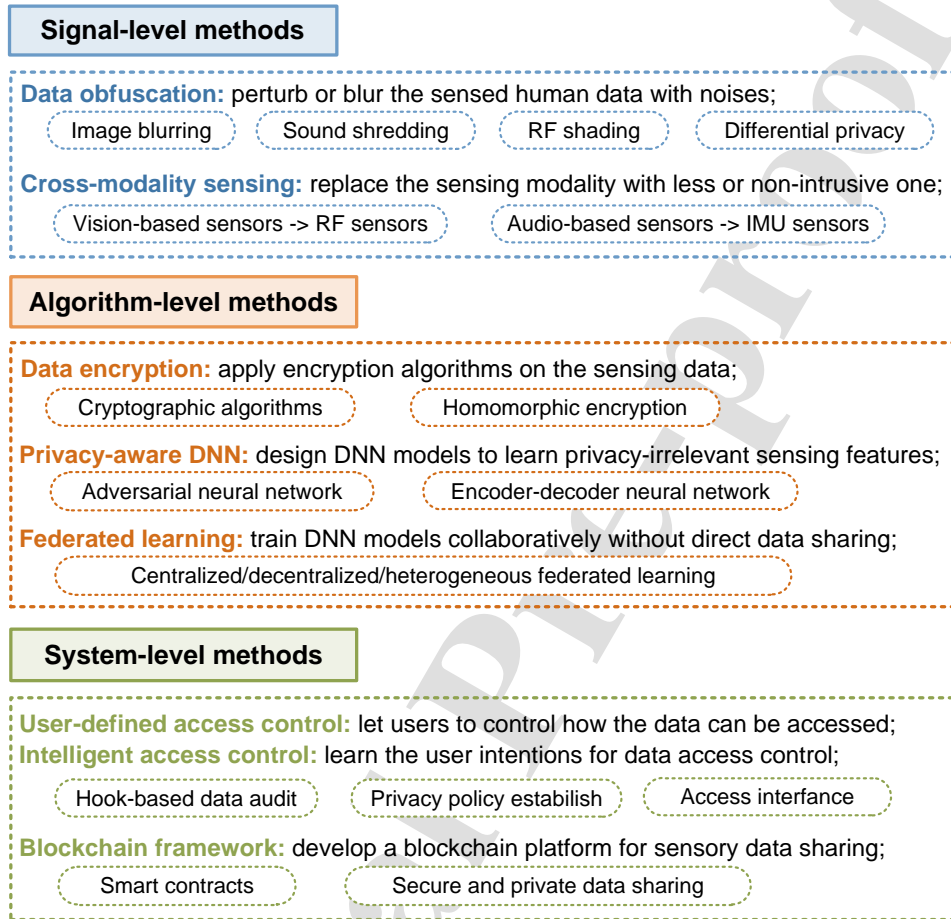 Signal-level methods
Data obfuscation: perturb or blur the sensed human data with noises;
Image blurring Sound shredding RF shading Differential privacy
Cross-modality sensing: replace the sensing modality with less or non-intrusive one;
Vision-based sensors -> RF sensors Audio-based sensors -> IMU sensors
Algorithm-level methods
Data encryption: apply encryption algorithms on the sensing data;
Cryptographic algorithms Homomorphic encryption
Privacy-aware DNN: design DNN models to learn privacy-irrelevant sensing features;
Adversarial neural network Encoder-decoder neural network
Federated learning: train DNN models collaboratively without direct data sharing;
Centralized/decentralized/heterogeneous federated learning
System-level methods
User-defined access control: let users to control how the data can be accessed;
Intelligent access control: learn the user intentions for data access control;
Hook-based data audit Privacy policy estabilish Access interfance
Blockchain framework: develop a blockchain platform for sensory data sharing;
Smart contracts Secure and private data sharing